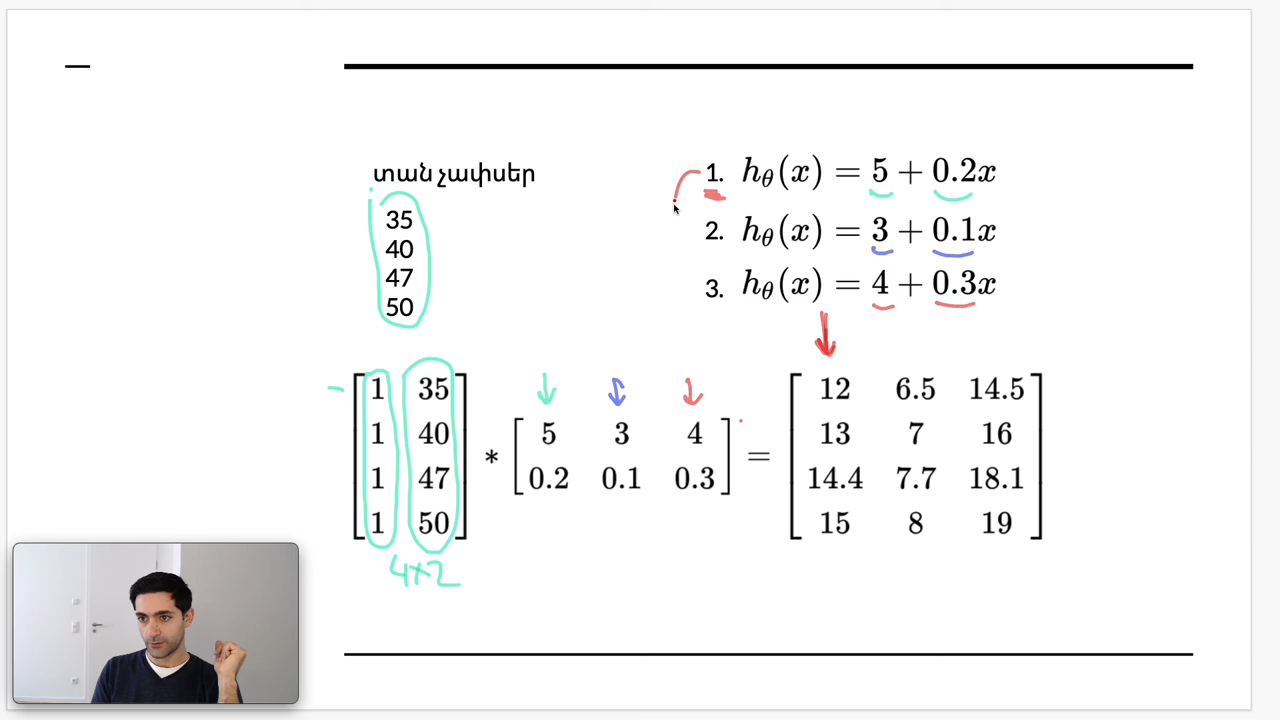 տան չափսեր
35
40
47
50
1. hθ(x) = 5 + 0.2x
2. hθ(x) = 3 + 0.1x
3. hθ(x) = 4 + 0.3x
1 35
1 40
1 47
1 50
*
5 3 4
0.2 0.1 0.3
=
12 6.5 14.5
13 7 16
14.4 7.7 18.1
15 8 19
4x2